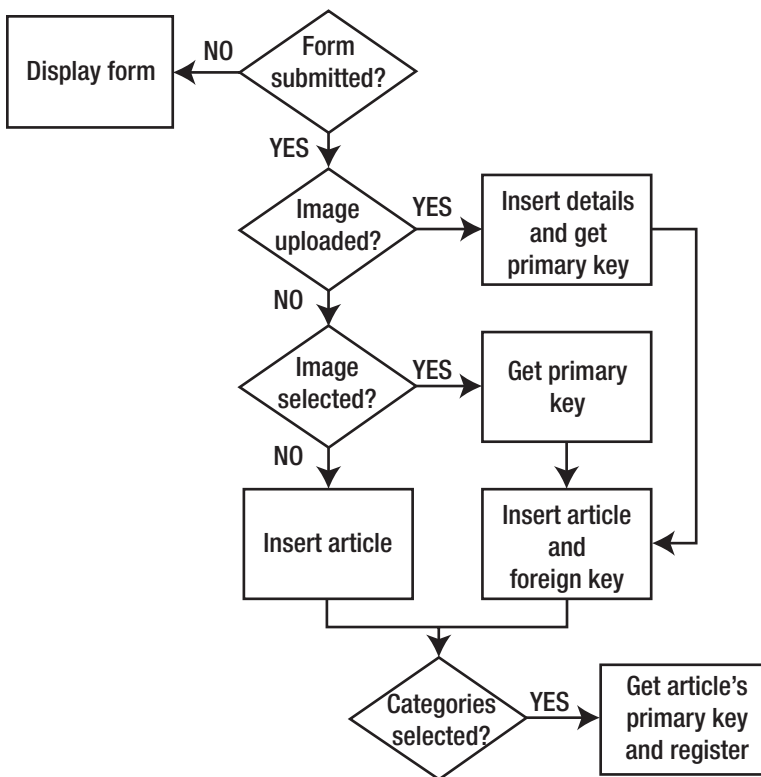 Display form
NO
Form
submitted?
YES
Image
uploaded?
YES
Insert details
and get
primary key
NO
Image
selected?
YES
Get primary
key
NO
Insert article
Insert article
and
foreign key
Categories
selected?
YES
Get article’s
primary key
and register